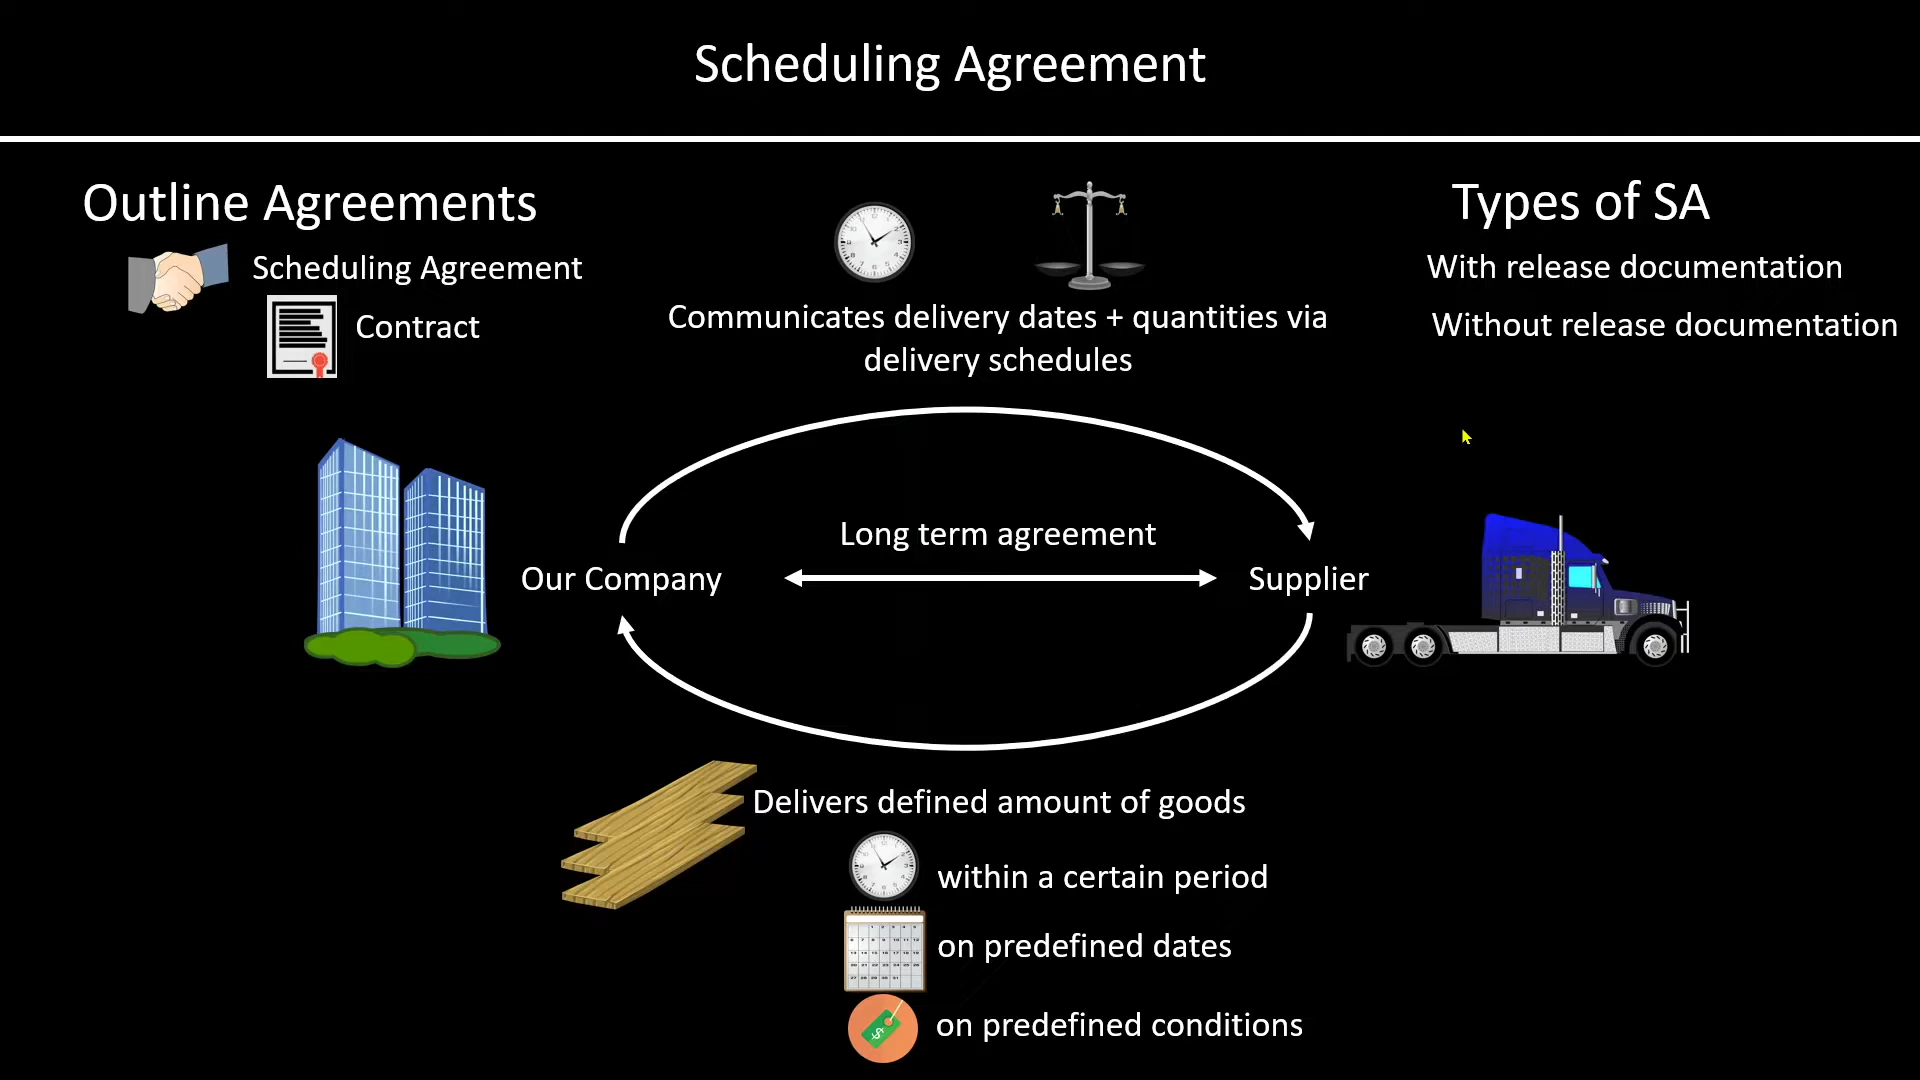 Scheduling Agreement
Outline Agreements
Scheduling Agreement
Contract
Communicates delivery dates + quantities via
delivery schedules
Types of SA
With release documentation
Without release documentation
Long term agreement
Our Company
Supplier
Delivers defined amount of goods
within a certain period
on predefined dates
on predefined conditions